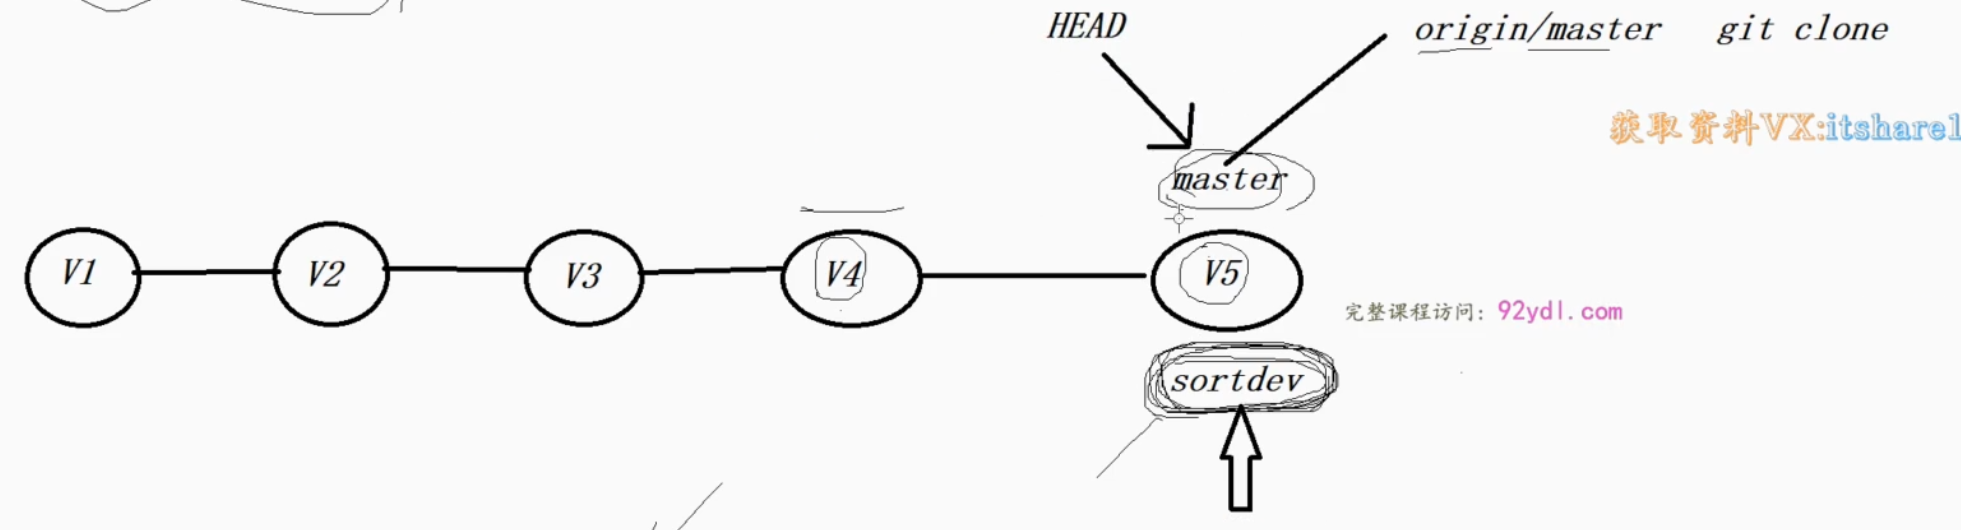 HEAD
origin/master git clone
获取资料VX:itshare1
master
V1 V2 V3 V4 V5
完整课程访问: 92ydl.com
sortdev